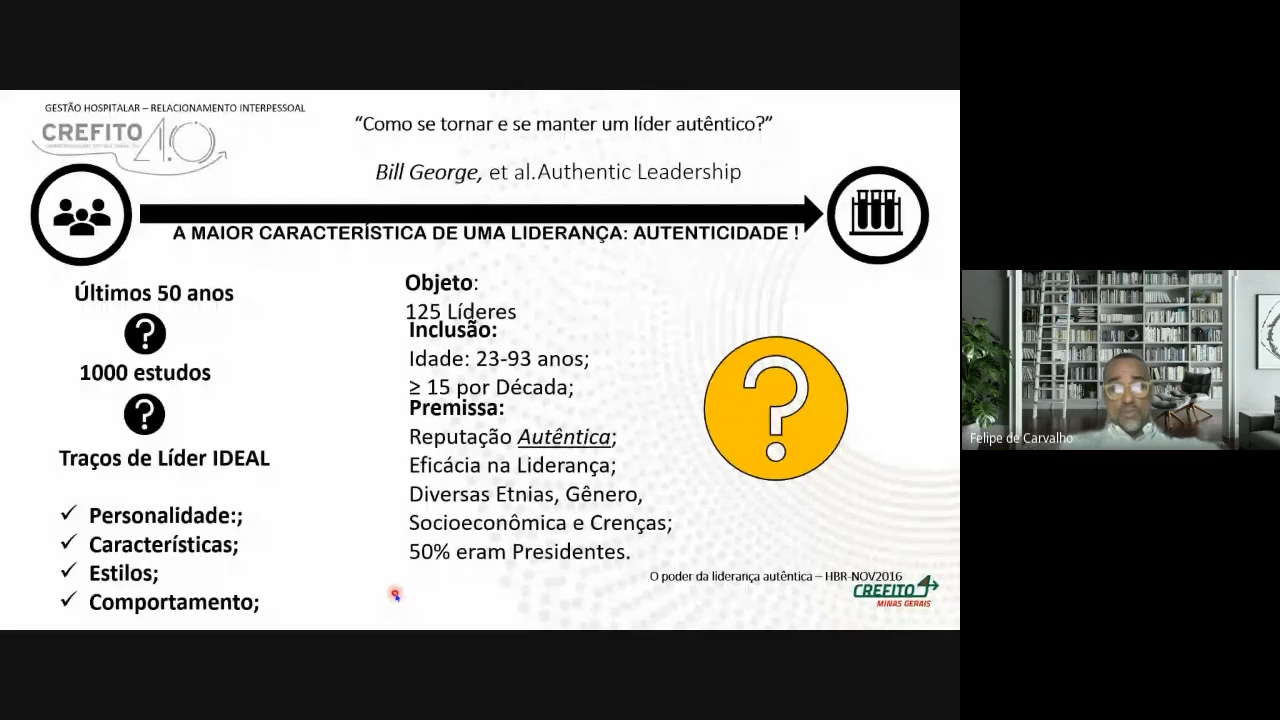 GESTÃO HOSPITALAR – RELACIONAMENTO INTERPESSOAL
CREFITO 4.0
“Como se tornar e se manter um líder autêntico?”
Bill George, et al.Authentic Leadership
A MAIOR CARACTERÍSTICA DE UMA LIDERANÇA: AUTENTICIDADE !
Últimos 50 anos
?
1000 estudos
?
Traços de Líder IDEAL
✓ Personalidade:;
✓ Características;
✓ Estilos;
✓ Comportamento;
Objeto:
125 Líderes
Inclusão:
Idade: 23-93 anos;
≥ 15 por Década;
Premissa:
Reputação Autêntica;
Eficácia na Liderança;
Diversas Etnias, Gênero,
Socioeconômica e Crenças;
50% eram Presidentes.
?
O poder da liderança autêntica – HBR-NOV2016
CREFITO 4
MINAS GERAIS
Felipe de Carvalho